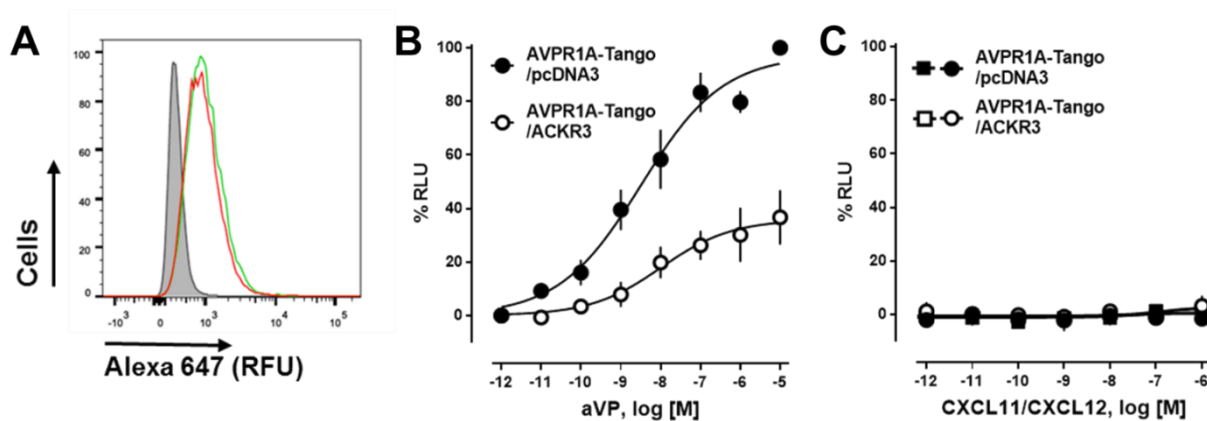 A
Cells
100
80
60
40
20
0
-10³ 0 10³ 10⁴ 10⁵
Alexa 647 (RFU)
B
AVPR1A-Tango
/pcDNA3
AVPR1A-Tango
/ACKR3
% RLU
100
80
60
40
20
0
-12 -11 -10 -9 -8 -7 -6 -5
aVP, log [M]
C
AVPR1A-Tango
/pcDNA3
AVPR1A-Tango
/ACKR3
% RLU
100
80
60
40
20
0
-12 -11 -10 -9 -8 -7 -6
CXCL11/CXCL12, log [M]